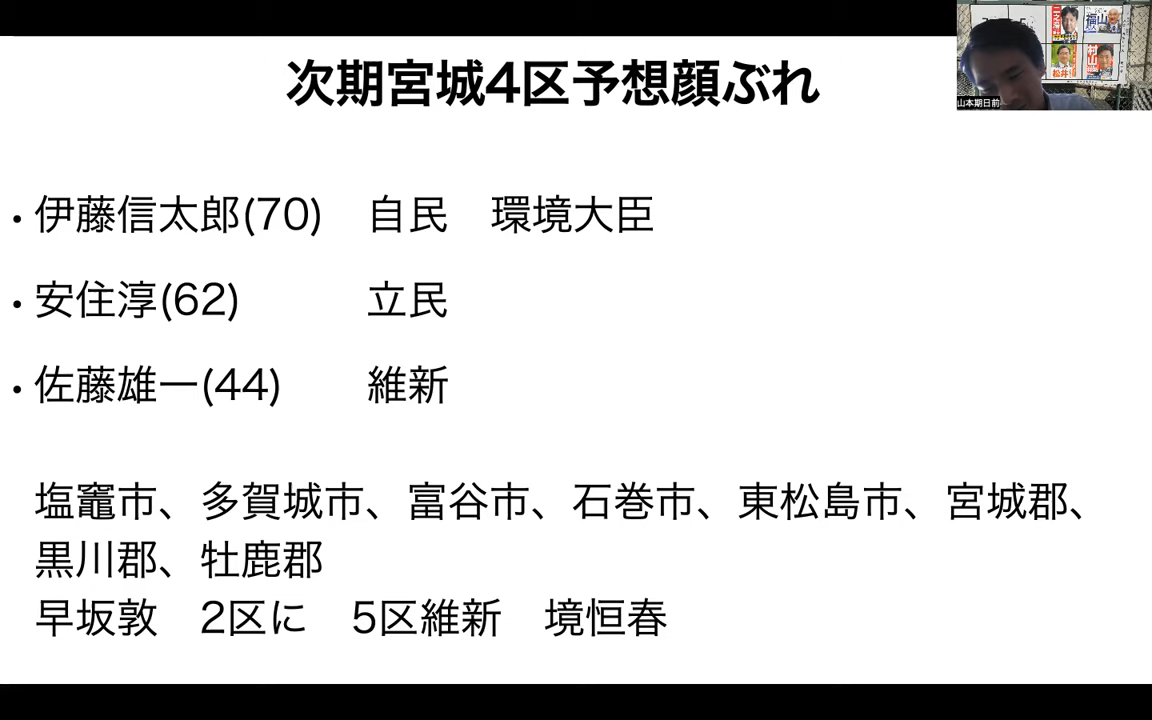 次期宮城4区予想顔ぶれ
山本期日前
・伊藤信太郎(70)　自民　環境大臣
・安住淳(62)　　　立民
・佐藤雄一(44)　　維新
塩竈市、多賀城市、富谷市、石巻市、東松島市、宮城郡、
黒川郡、牡鹿郡
早坂敦　2区に　5区維新　境恒春